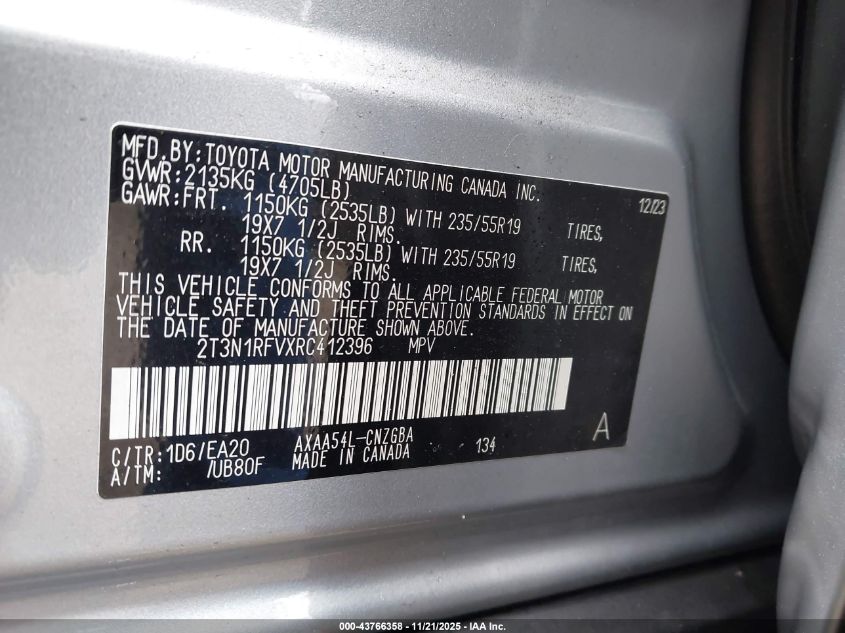 MFD. BY: TOYOTA MOTOR MANUFACTURING CANADA INC.
GVWR: 2135KG (4705LB) 12/23
GAWR: FRT. 1150KG (2535LB) WITH 235/55R19 TIRES,
19X7 1/2J RIMS.
RR. 1150KG (2535LB) WITH 235/55R19 TIRES,
19X7 1/2J RIMS.
THIS VEHICLE CONFORMS TO ALL APPLICABLE FEDERAL MOTOR
VEHICLE SAFETY AND THEFT PREVENTION STANDARDS IN EFFECT ON
THE DATE OF MANUFACTURE SHOWN ABOVE.
2T3N1RFVXRC412396 MPV
C/TR: 1D6/EA20 AXAA54L-CNZGBA A
A/TM: /UB80F MADE IN CANADA 134
000-43766358 - 11/21/2025 - IAA Inc.